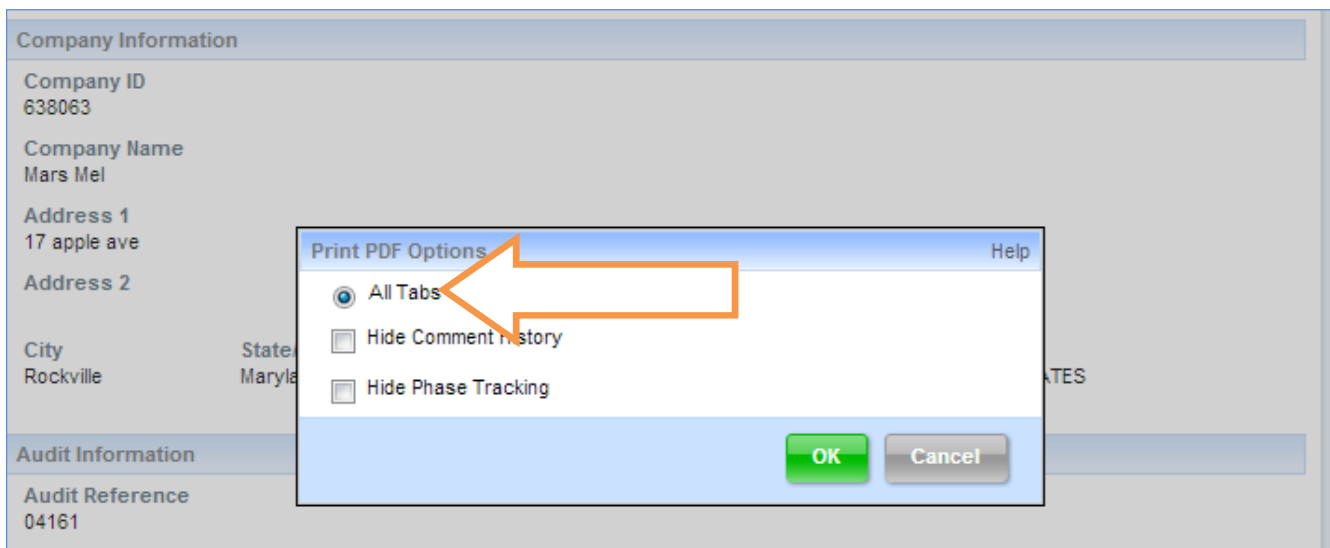 Company Information
Company ID
638063
Company Name
Mars Mel
Address 1
17 apple ave
Address 2
City
Rockville
Print PDF Options
Help
All Tabs
Hide Comment History
Hide Phase Tracking
OK
Cancel
Audit Information
Audit Reference
04161